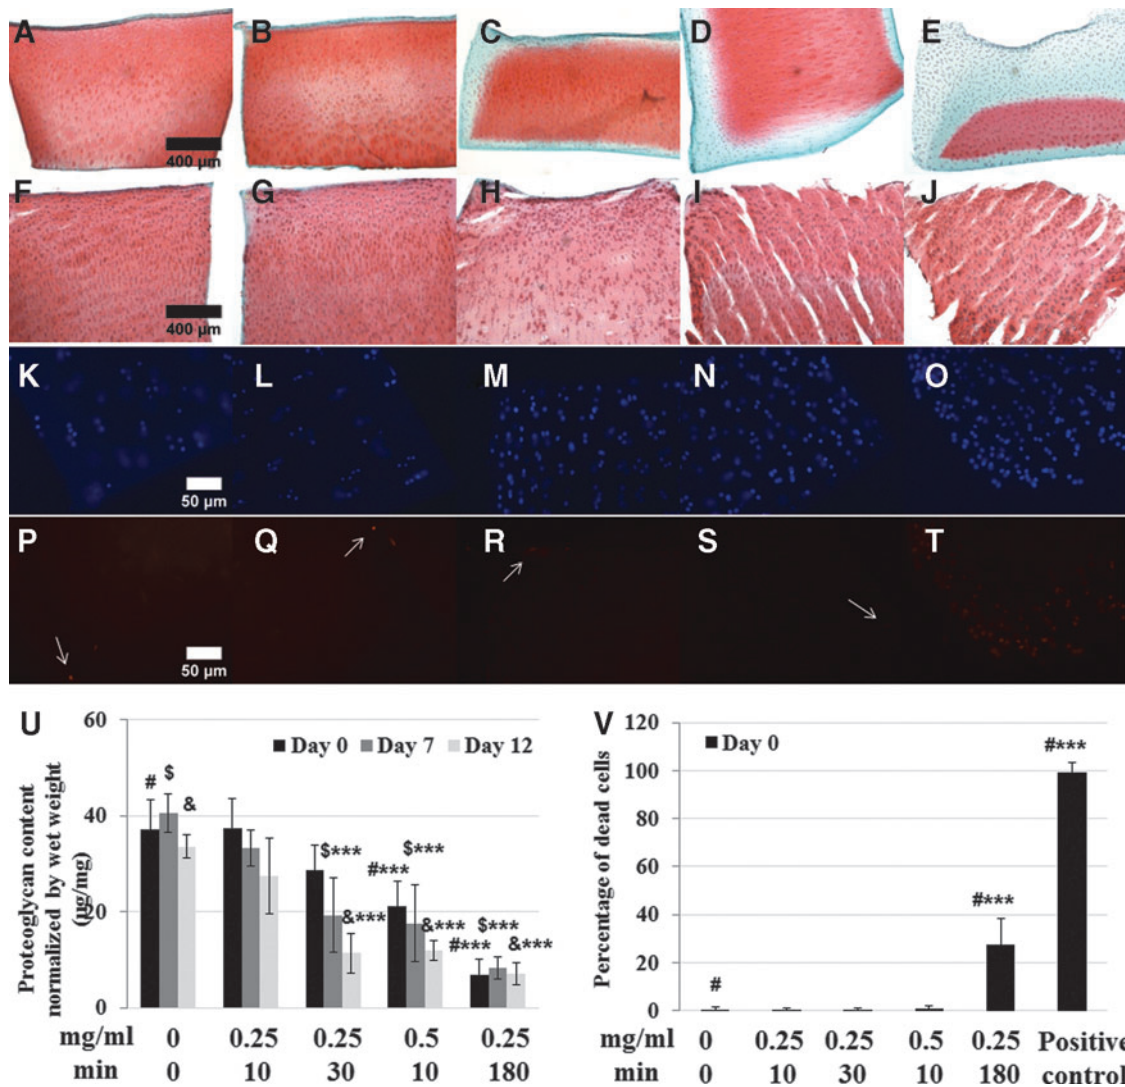 A B C D E
400 µm
F G H I J
400 µm
K L M N O
50 µm
P Q R S T
50 µm
U
Proteoglycan content
normalized by wet weight
(µg/mg)
60
40
20
0
Day 0 Day 7 Day 12
# $ &
$***
&***
#***
$***
&***
#***
$***
&***
mg/ml 0 0.25 0.25 0.5 0.25
min 0 10 30 10 180
V
Percentage of dead cells
120
100
80
60
40
20
0
Day 0
#
#***
#***
0 0.25 0.25 0.5 0.25 Positive
0 10 30 10 180 control